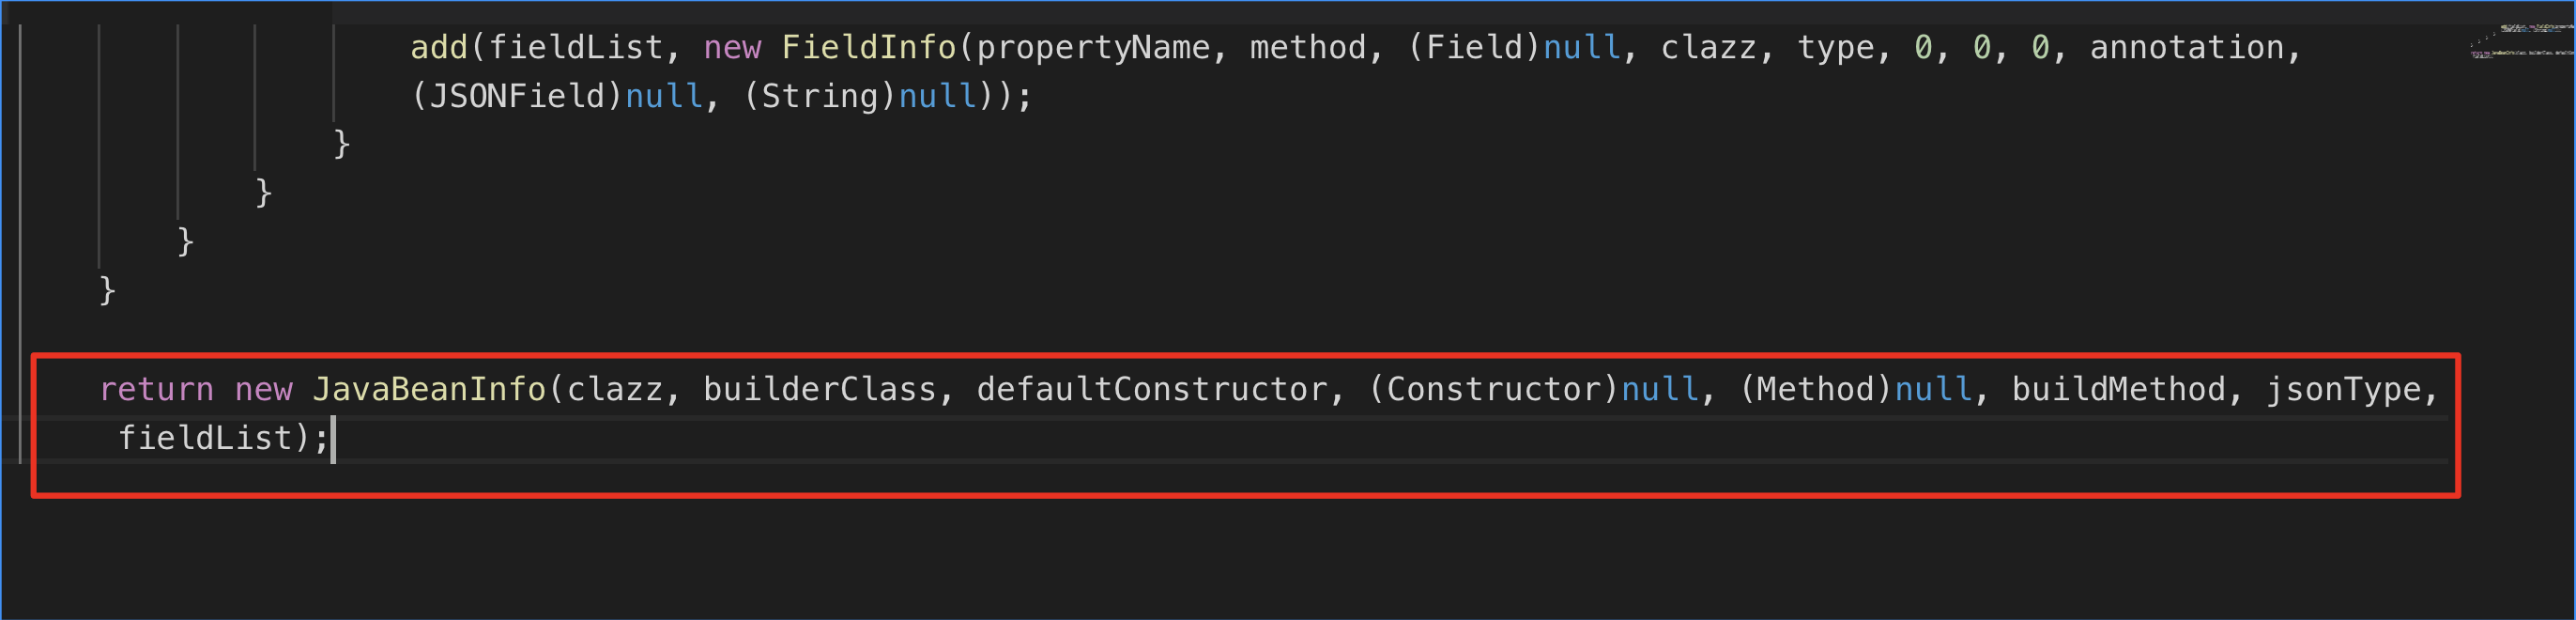 add(fieldList, new FieldInfo(propertyName, method, (Field)null, clazz, type, 0, 0, 0, annotation,
(JSONField)null, (String)null));
}
}
}
}
return new JavaBeanInfo(clazz, builderClass, defaultConstructor, (Constructor)null, (Method)null, buildMethod, jsonType,
fieldList);